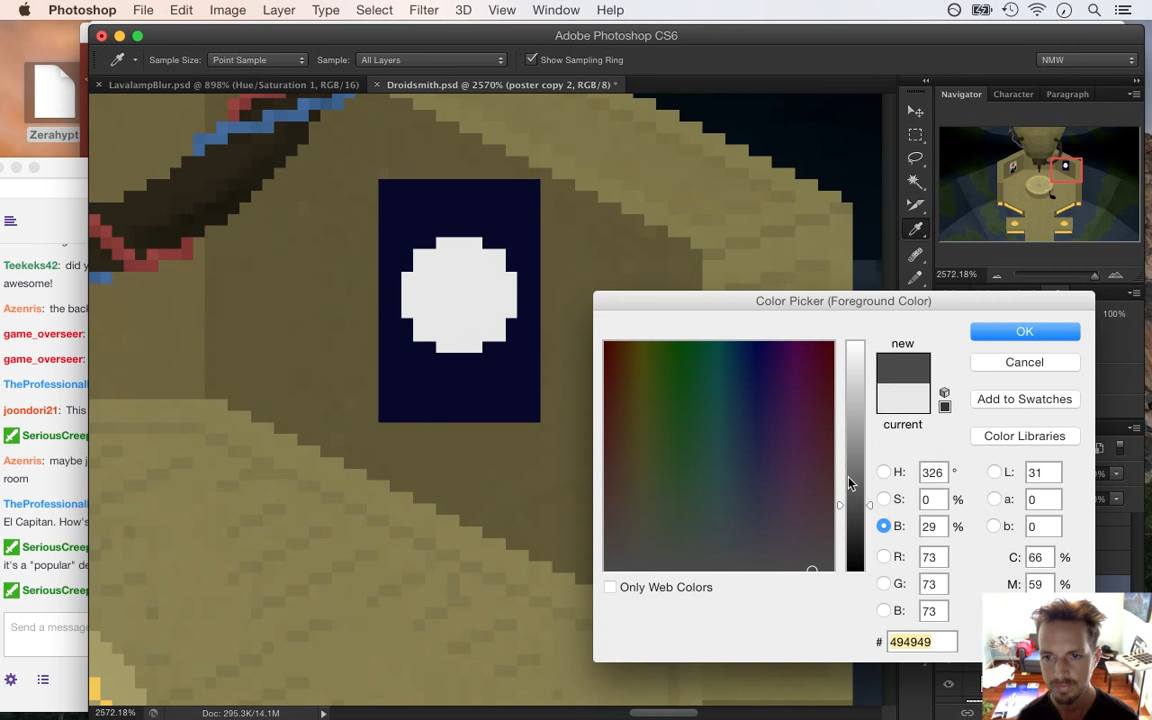 Photoshop File Edit Image Layer Type Select Filter 3D View Window Help
Adobe Photoshop CS6
Sample Size: Point Sample Sample: All Layers Show Sampling Ring NMW
LavalampBlur.psd @ 898% (Hue/Saturation 1, RGB/16) Droidsmith.psd @ 2570% (poster copy 2, RGB/8) *
Navigator Character Paragraph
Zerahypt
2572.18%
100%
Teekeks42: did y
awesome!
Azenris: the back
game_overseer:
game_overseer:
TheProfessional
joondori21: This
SeriousCreep
Azenris: maybe j
room
TheProfessional
El Capitan. How's
SeriousCreep
it's a "popular" de
SeriousCreep
Send a message
Color Picker (Foreground Color)
new
current
OK
Cancel
Add to Swatches
Color Libraries
H: 326 ° L: 31
S: 0 % a: 0
B: 29 % b: 0
R: 73 C: 66 %
G: 73 M: 59 %
B: 73
# 494949
Only Web Colors
2572.18% Doc: 295.3K/14.1M